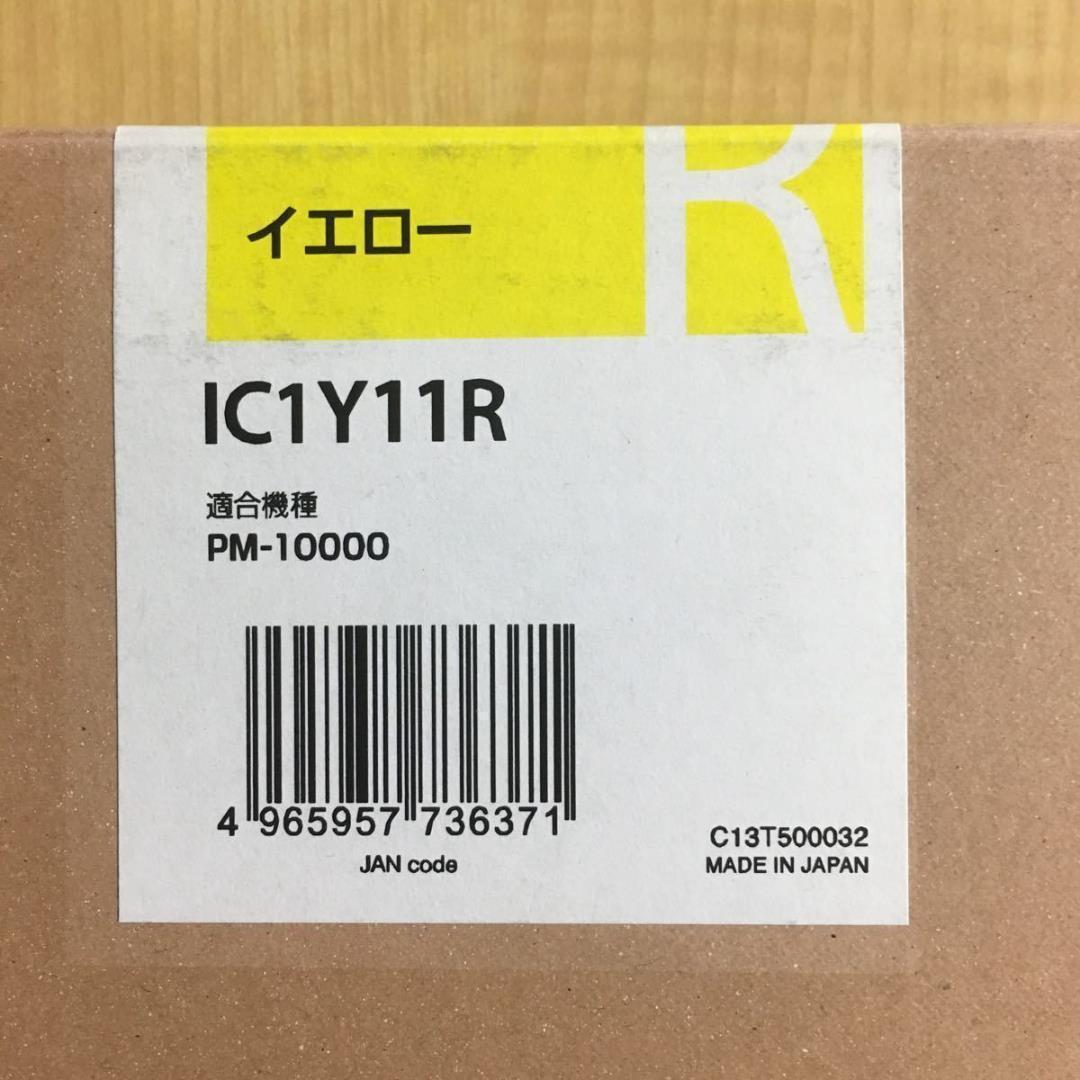 イエロー R
IC1Y11R
適合機種
PM-10000
4 965957 736371
JAN code
C13T500032
MADE IN JAPAN